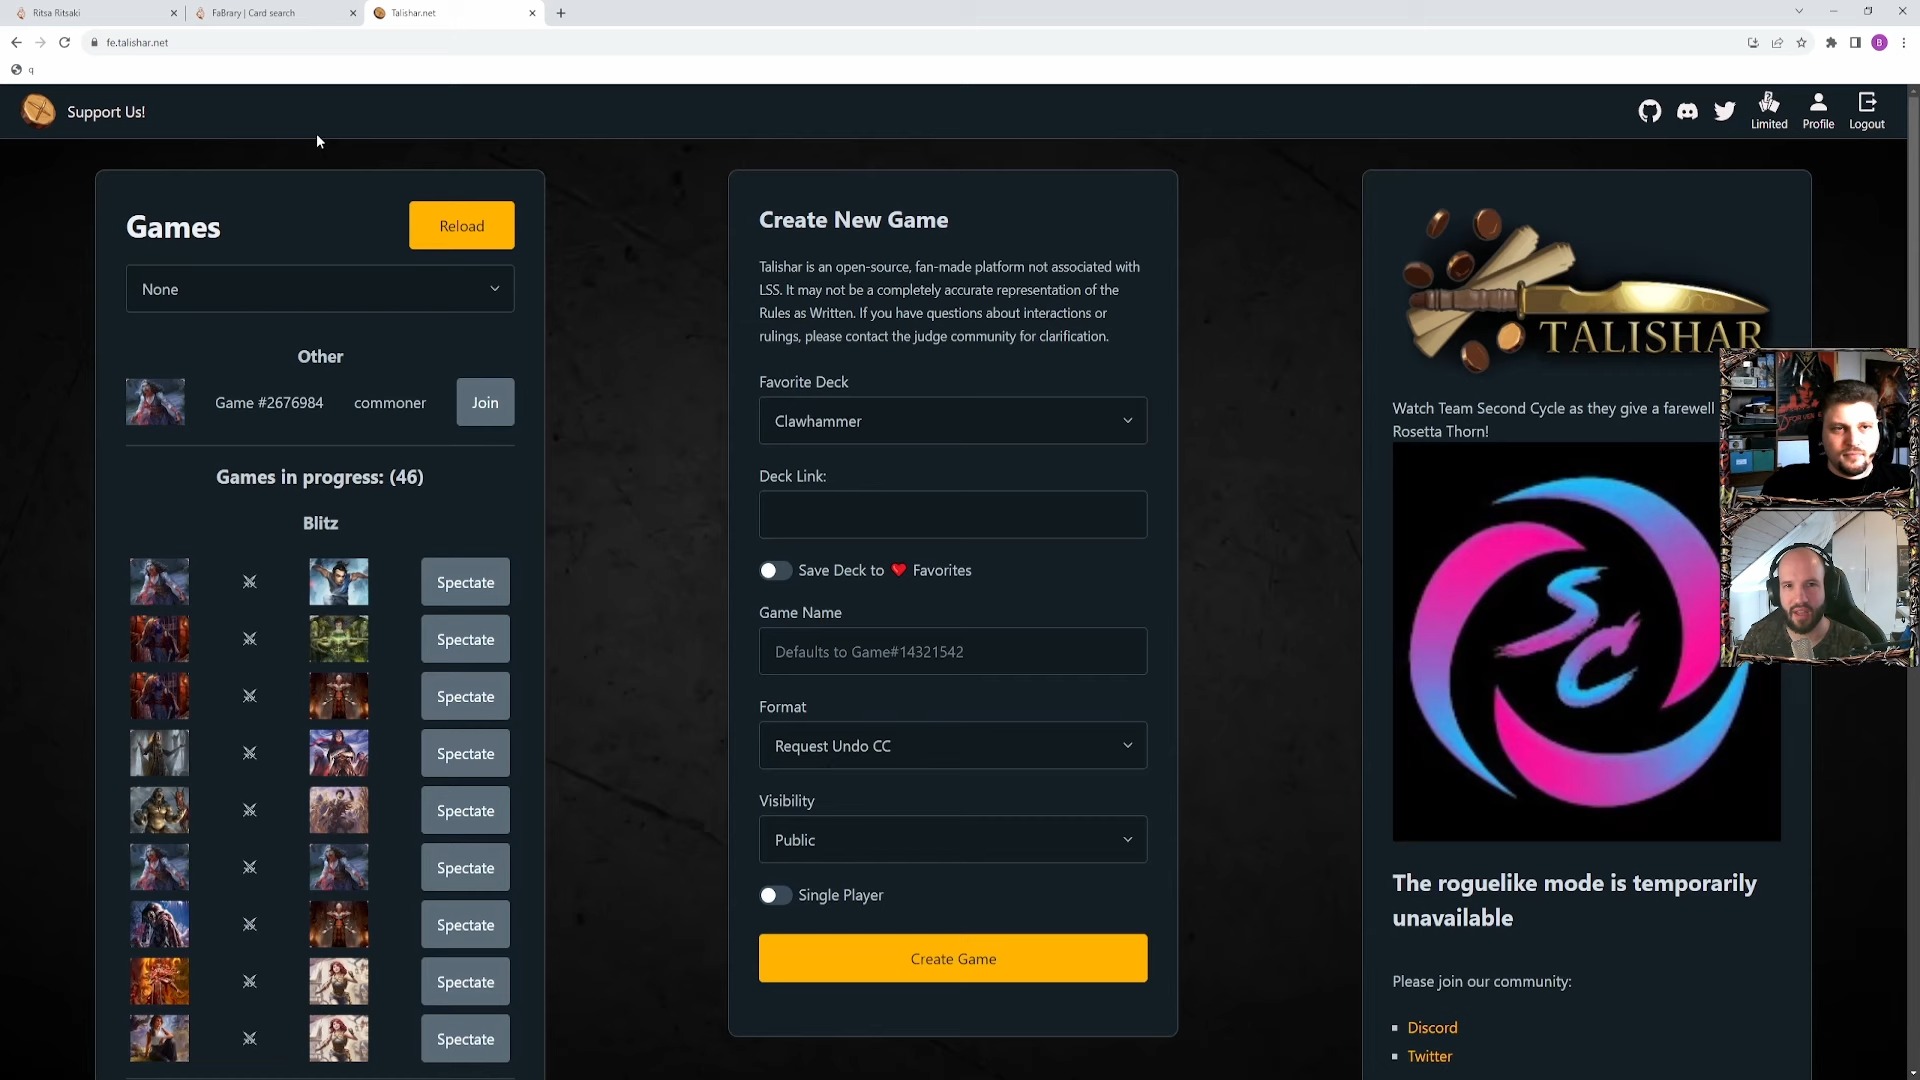 Ritsa Ritsaki
FaBrary | Card search
Talishar.net
fe.talishar.net
B
q
Support Us!
Limited
Profile
Logout
Games
Reload
None
Other
Game #2676984
commoner
Join
Games in progress: (46)
Blitz
Spectate
Spectate
Spectate
Spectate
Spectate
Spectate
Spectate
Spectate
Spectate
Create New Game
Talishar is an open-source, fan-made platform not associated with
LSS. It may not be a completely accurate representation of the
Rules as Written. If you have questions about interactions or
rulings, please contact the judge community for clarification.
Favorite Deck
Clawhammer
Deck Link:
Save Deck to ❤ Favorites
Game Name
Defaults to Game#14321542
Format
Request Undo CC
Visibility
Public
Single Player
Create Game
TALISHAR
Watch Team Second Cycle as they give a farewell
Rosetta Thorn!
SC
The roguelike mode is temporarily
unavailable
Please join our community:
Discord
Twitter